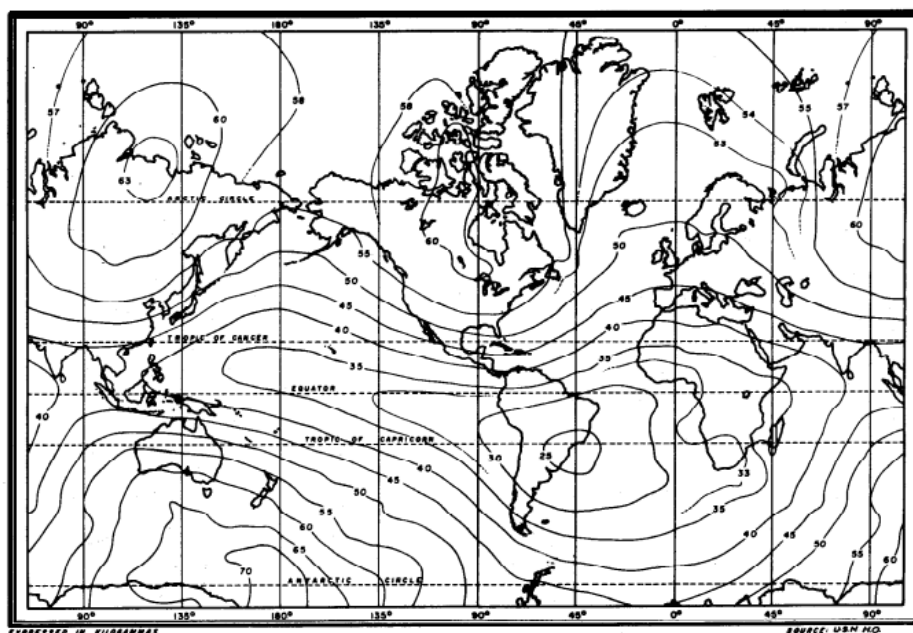 90° 135° 180° 135° 90° 45° 0° 45° 90°
57 60 58 58 54 55 57
53
63
ARCTIC CIRCLE
60 60
50
55
50 45
45
TROPIC OF CANCER 40 40
35 35
EQUATOR
40
TROPIC OF CAPRICORN
40 30 25 33
45
50 35
55 40
60 45
65 50
70 55 60
ANTARCTIC CIRCLE
90° 135° 180° 135° 90° 45° 0° 45° 90°
EXPRESSED IN KILOGAMMAS SOURCE: USN H.O.